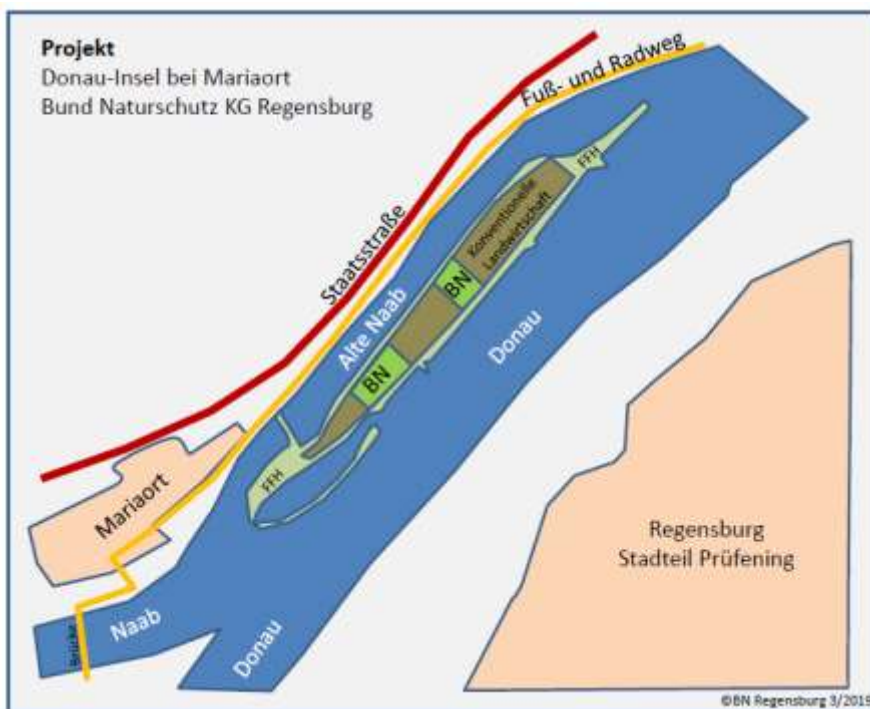 Projekt
Donau-Insel bei Mariaort
Bund Naturschutz KG Regensburg
Fuß- und Radweg
FFH
Konventionelle
Landwirtschaft
Staatsstraße
BN
Alte Naab
Donau
BN
FFH
Mariaort
Regensburg
Stadteil Prüfening
Naab
Donau
Brücke
©BN Regensburg 3/2019